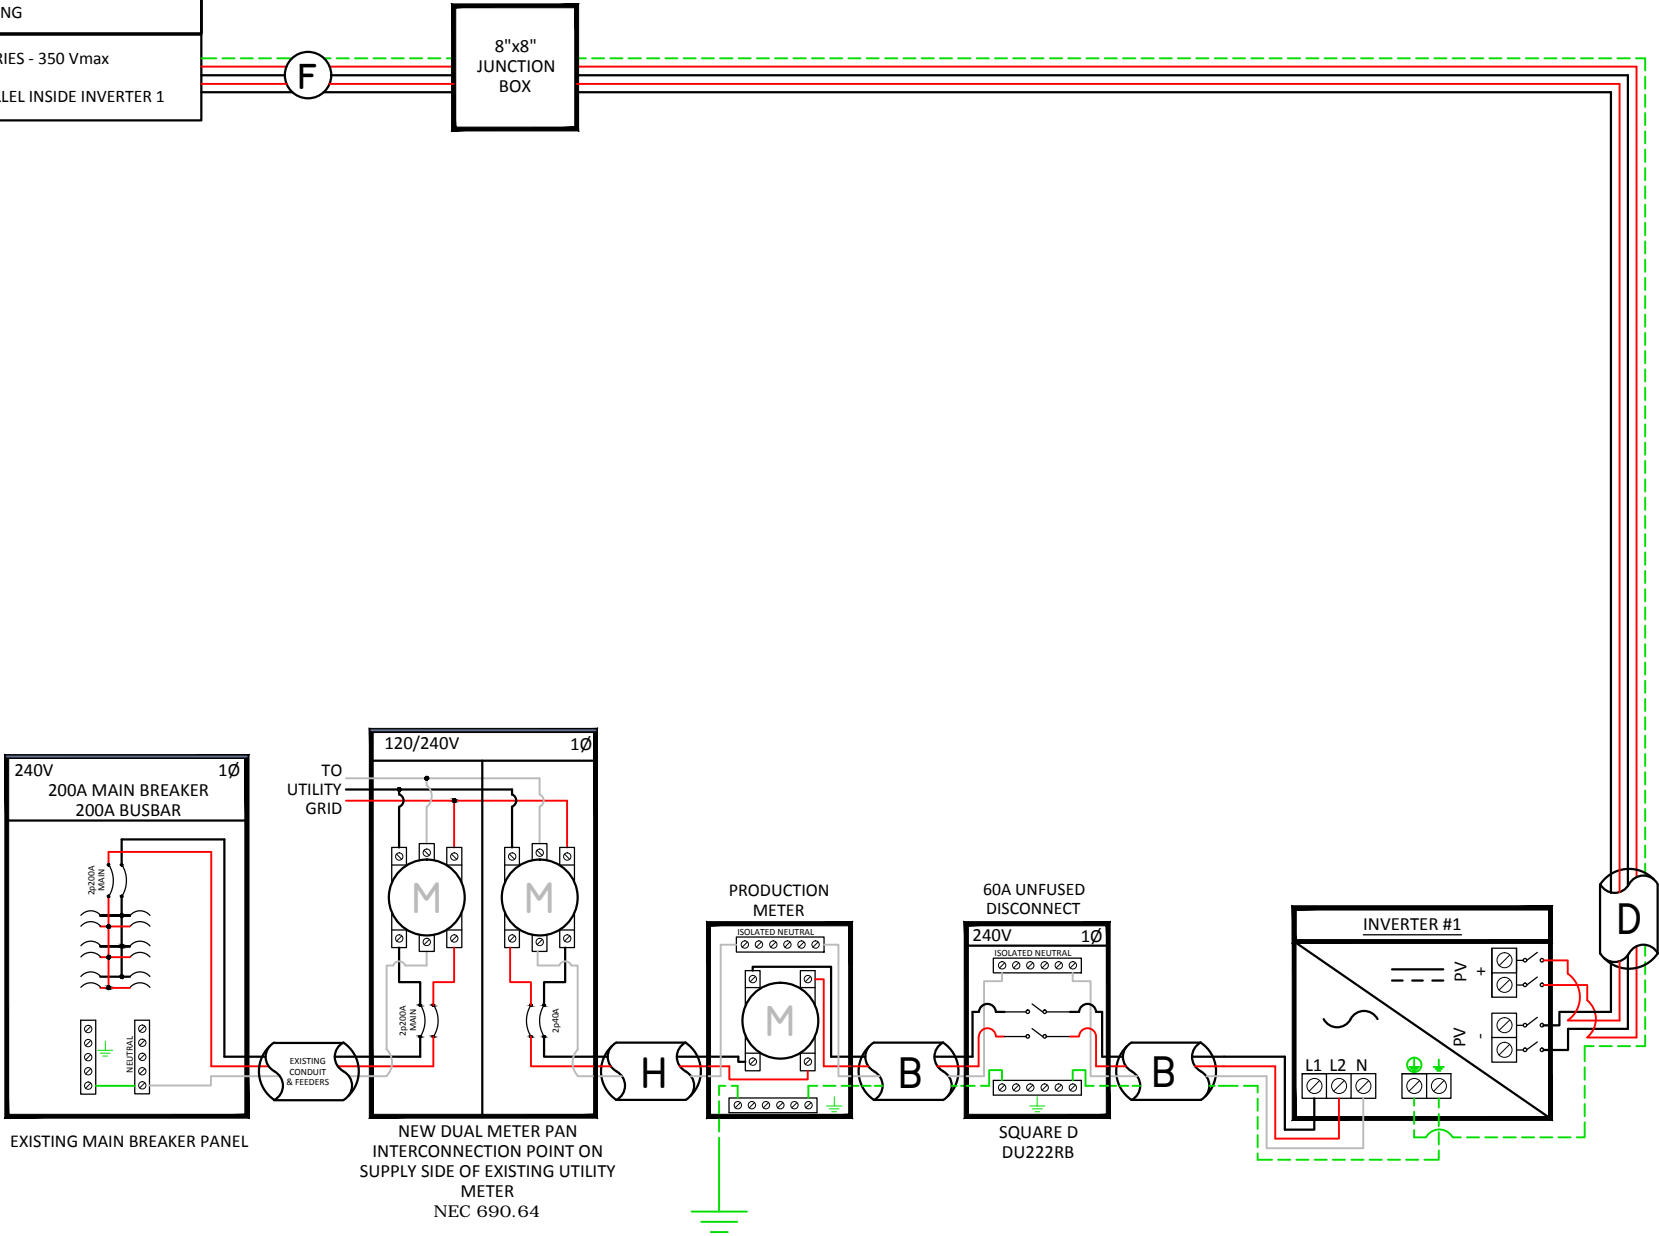 NG
RIES - 350 Vmax
LLEL INSIDE INVERTER 1
F
8"x8"
JUNCTION
BOX
D
240V 1Ø
200A MAIN BREAKER
200A BUSBAR
2p200A
MAIN
NEUTRAL
EXISTING MAIN BREAKER PANEL
EXISTING
CONDUIT
& FEEDERS
TO
UTILITY
GRID
120/240V 1Ø
M M
2p200A
MAIN
2p40A
NEW DUAL METER PAN
INTERCONNECTION POINT ON
SUPPLY SIDE OF EXISTING UTILITY
METER
NEC 690.64
H
PRODUCTION
METER
ISOLATED NEUTRAL
M
B
60A UNFUSED
DISCONNECT
240V 1Ø
ISOLATED NEUTRAL
SQUARE D
DU222RB
B
INVERTER #1
PV +
PV -
L1 L2 N